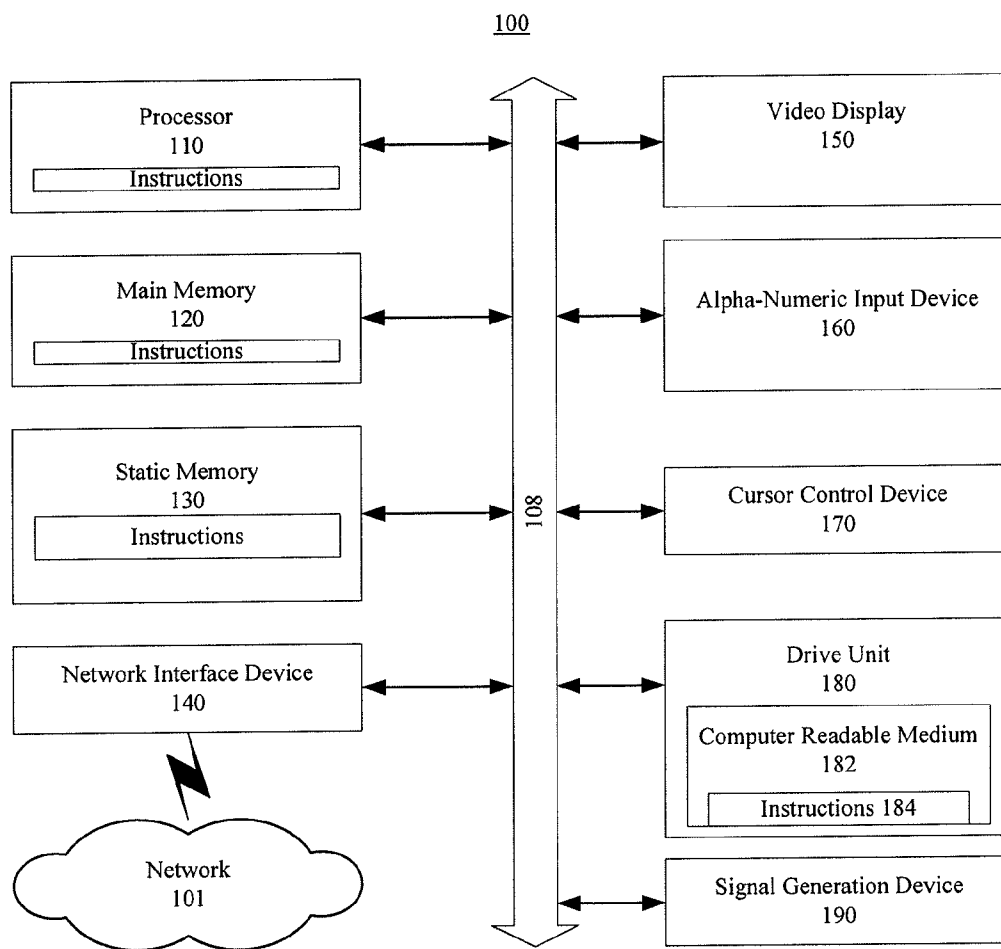 100
Processor
110
Instructions
Main Memory
120
Instructions
Static Memory
130
Instructions
Network Interface Device
140
Network
101
108
Video Display
150
Alpha-Numeric Input Device
160
Cursor Control Device
170
Drive Unit
180
Computer Readable Medium
182
Instructions 184
Signal Generation Device
190